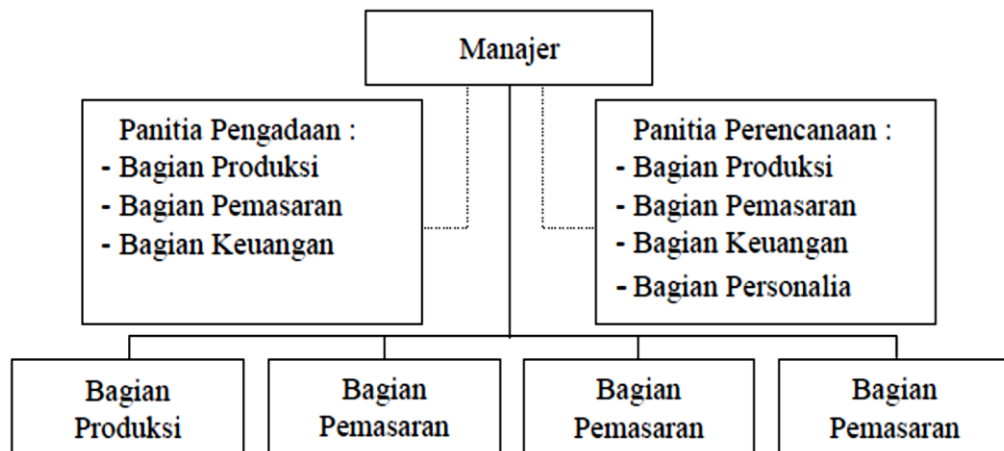 Manajer
Panitia Pengadaan :
- Bagian Produksi
- Bagian Pemasaran
- Bagian Keuangan
Panitia Perencanaan :
- Bagian Produksi
- Bagian Pemasaran
- Bagian Keuangan
- Bagian Personalia
Bagian
Produksi
Bagian
Pemasaran
Bagian
Pemasaran
Bagian
Pemasaran